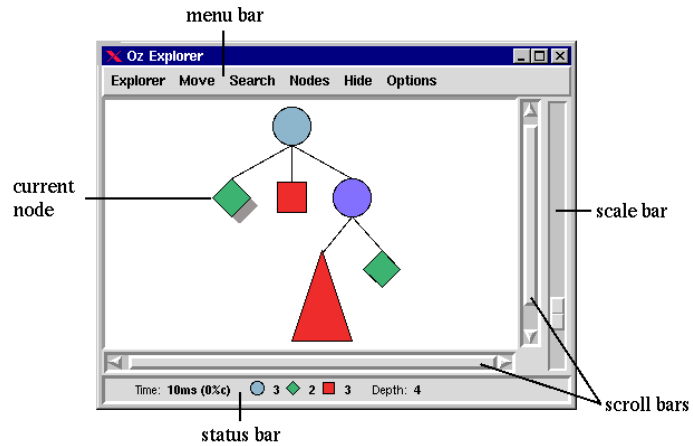 menu bar
Oz Explorer
Explorer Move Search Nodes Hide Options
current
node
scale bar
Time: 10ms (0%c) 3 2 3 Depth: 4
scroll bars
status bar